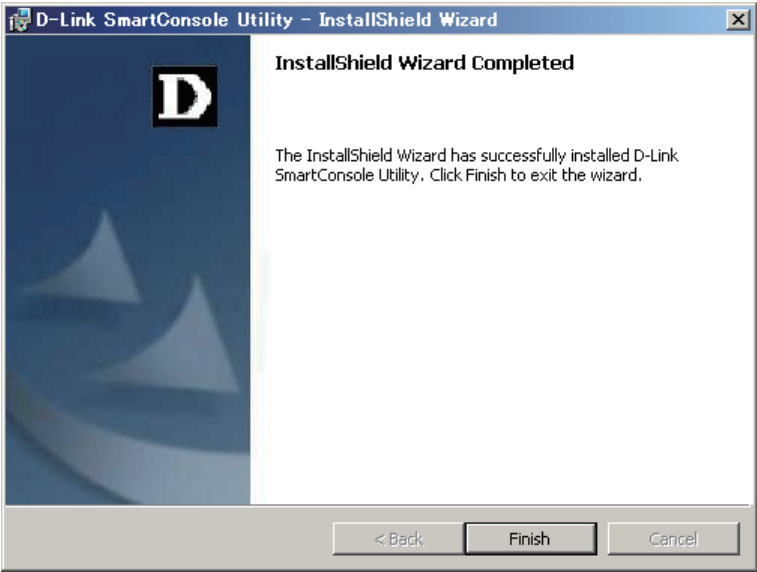 D-Link SmartConsole Utility - InstallShield Wizard
D
InstallShield Wizard Completed
The InstallShield Wizard has successfully installed D-Link
SmartConsole Utility. Click Finish to exit the wizard.
< Back
Finish
Cancel